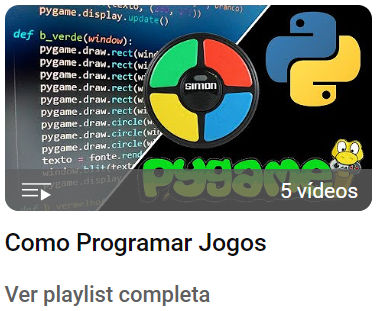 pygame.display.update()
def b_verde(window):
pygame.draw.rect(wind
pygame.draw.rect(wi
pygame.draw.rect(w
pygame.draw.rect(wi
pygame.draw.rect(wi
pygame.draw.circle(w
pygame.draw.circle(wi
pygame.draw.circle(win
texto = fonte.rend
SIMON
Pygame
5 vídeos
Como Programar Jogos
Ver playlist completa